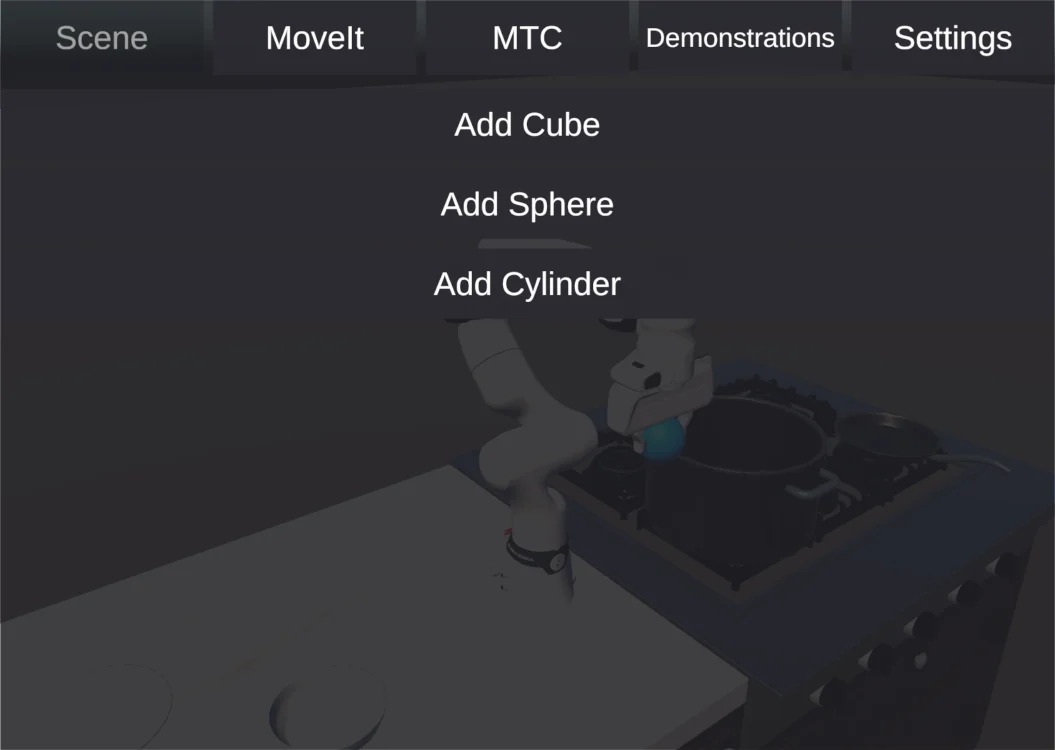 Scene
MoveIt
MTC
Demonstrations
Settings
Add Cube
Add Sphere
Add Cylinder